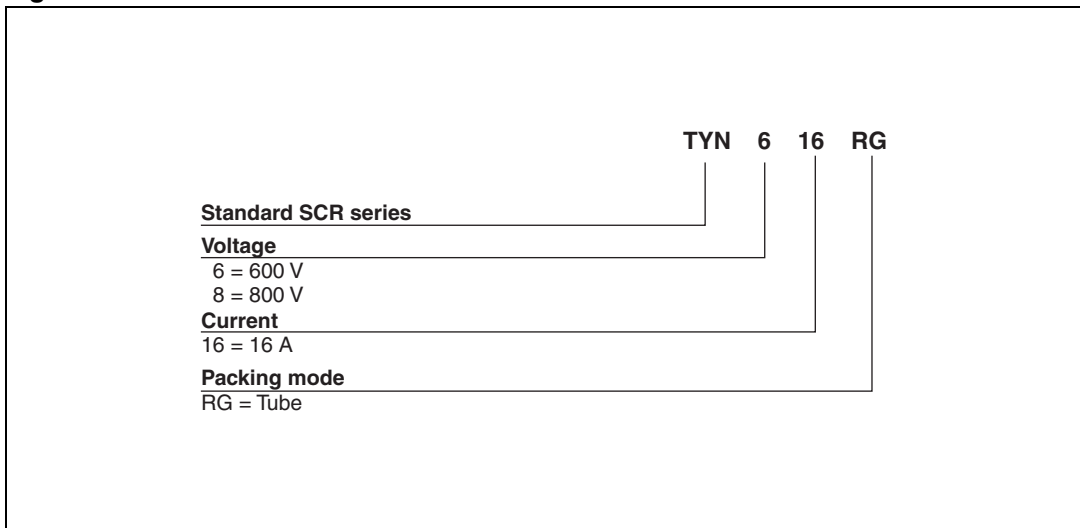 TYN 6 16 RG
Standard SCR series
Voltage
6 = 600 V
8 = 800 V
Current
16 = 16 A
Packing mode
RG = Tube